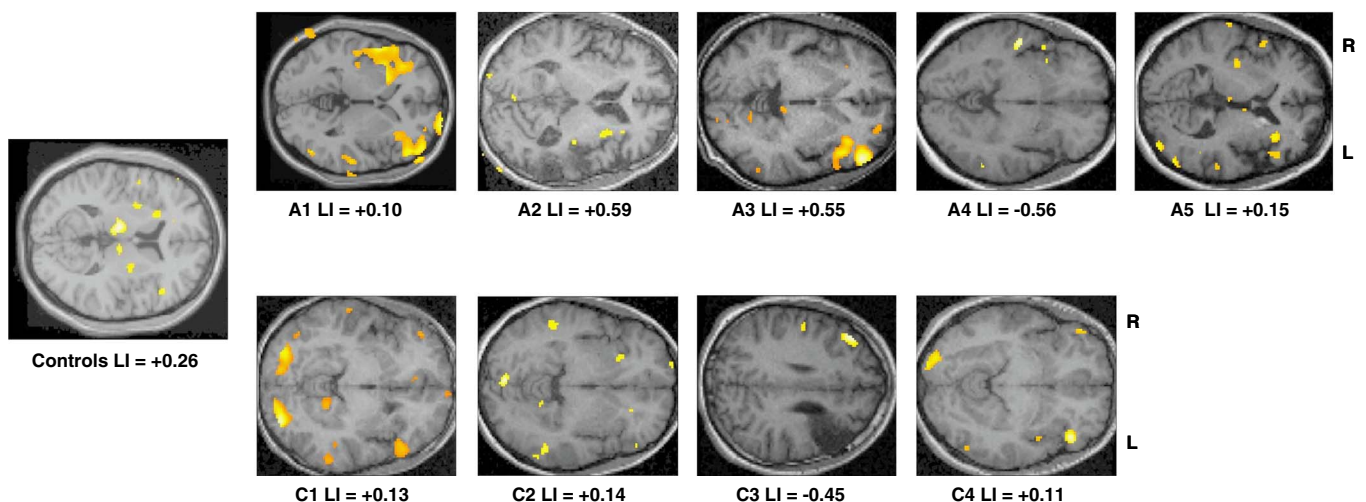 R
L
A1 LI = +0.10 A2 LI = +0.59 A3 LI = +0.55 A4 LI = -0.56 A5 LI = +0.15
R
Controls LI = +0.26
L
C1 LI = +0.13 C2 LI = +0.14 C3 LI = -0.45 C4 LI = +0.11